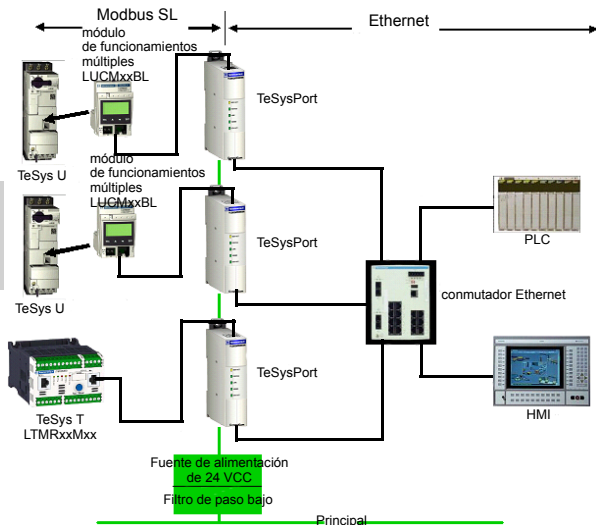 Modbus SL
Ethernet
módulo
de funcionamientos
múltiples
LUCMxxBL
TeSysPort
TeSys U
módulo
de funcionamientos
múltiples
LUCMxxBL
TeSysPort
TeSys U
PLC
conmutador Ethernet
TeSysPort
TeSys T
LTMRxxMxx
HMI
Fuente de alimentación
de 24 VCC
Filtro de paso bajo
Principal